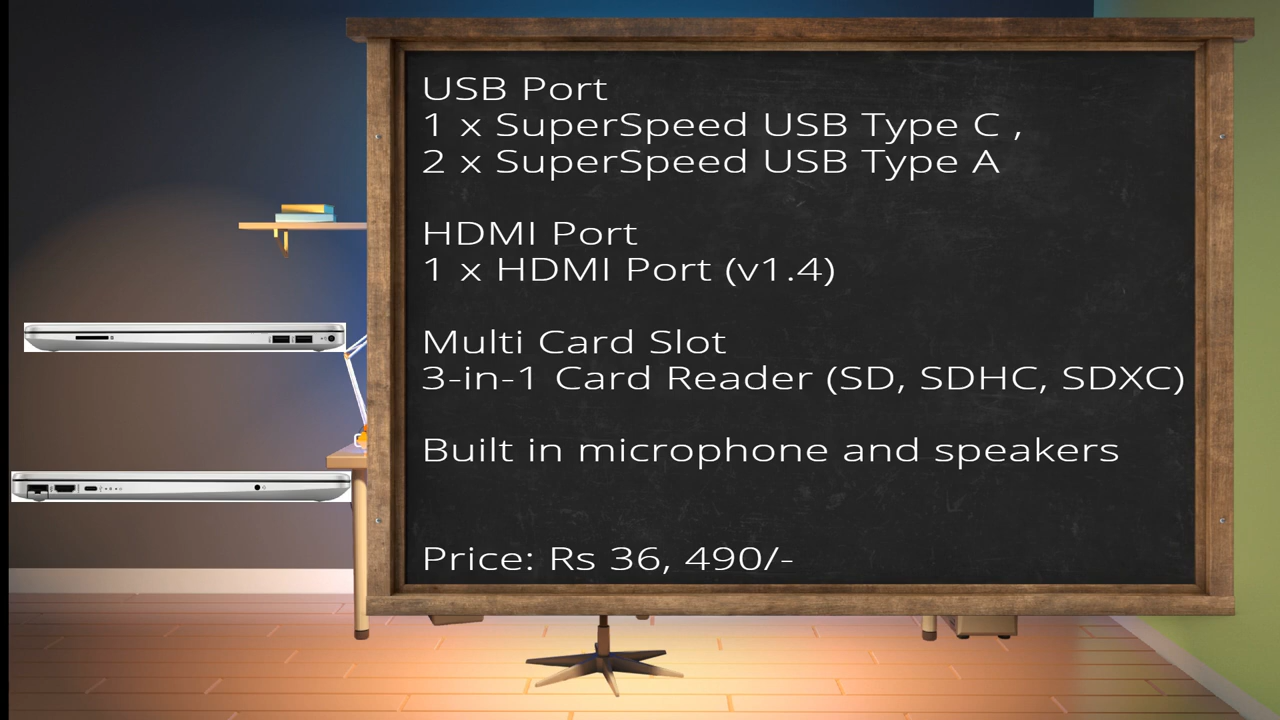 USB Port
1 x SuperSpeed USB Type C ,
2 x SuperSpeed USB Type A
HDMI Port
1 x HDMI Port (v1.4)
Multi Card Slot
3-in-1 Card Reader (SD, SDHC, SDXC)
Built in microphone and speakers
Price: Rs 36, 490/-